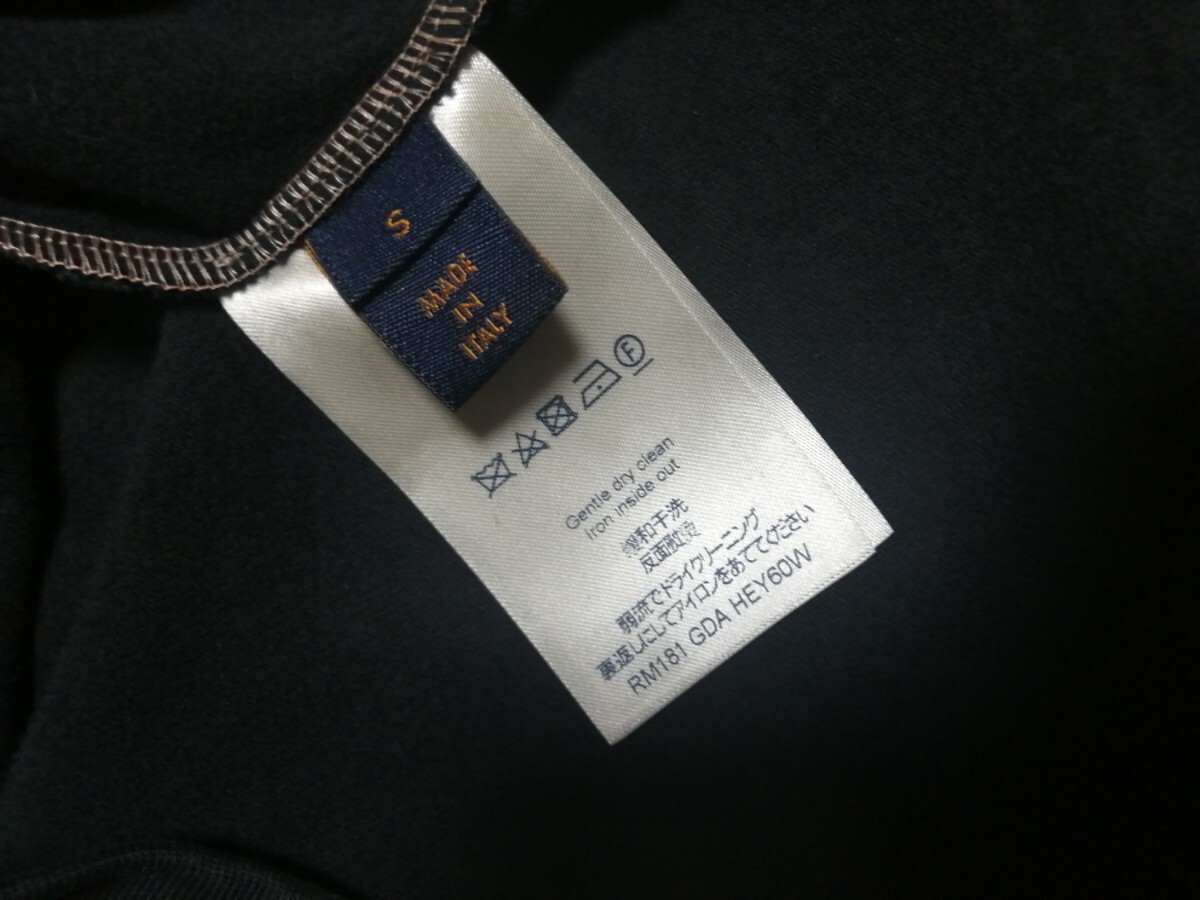 S
MADE
IN
ITALY
F
Gentle dry clean
Iron inside out
缓和干洗
反面熨烫
弱流でドライクリーニング
裏返しにしてアイロンをあててください
RM181 GDA HEY60W